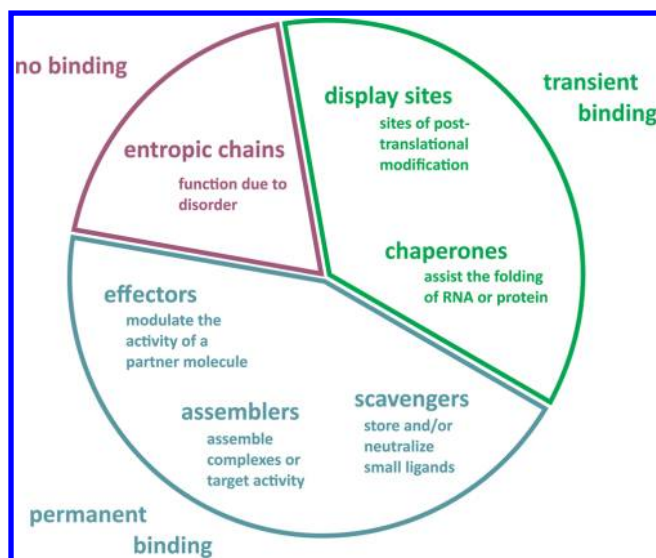 no binding
entropic chains
function due to
disorder
transient
binding
display sites
sites of post-
translational
modification
chaperones
assist the folding
of RNA or protein
effectors
modulate the
activity of a
partner molecule
assemblers
assemble
complexes or
target activity
scavengers
store and/or
neutralize
small ligands
permanent
binding